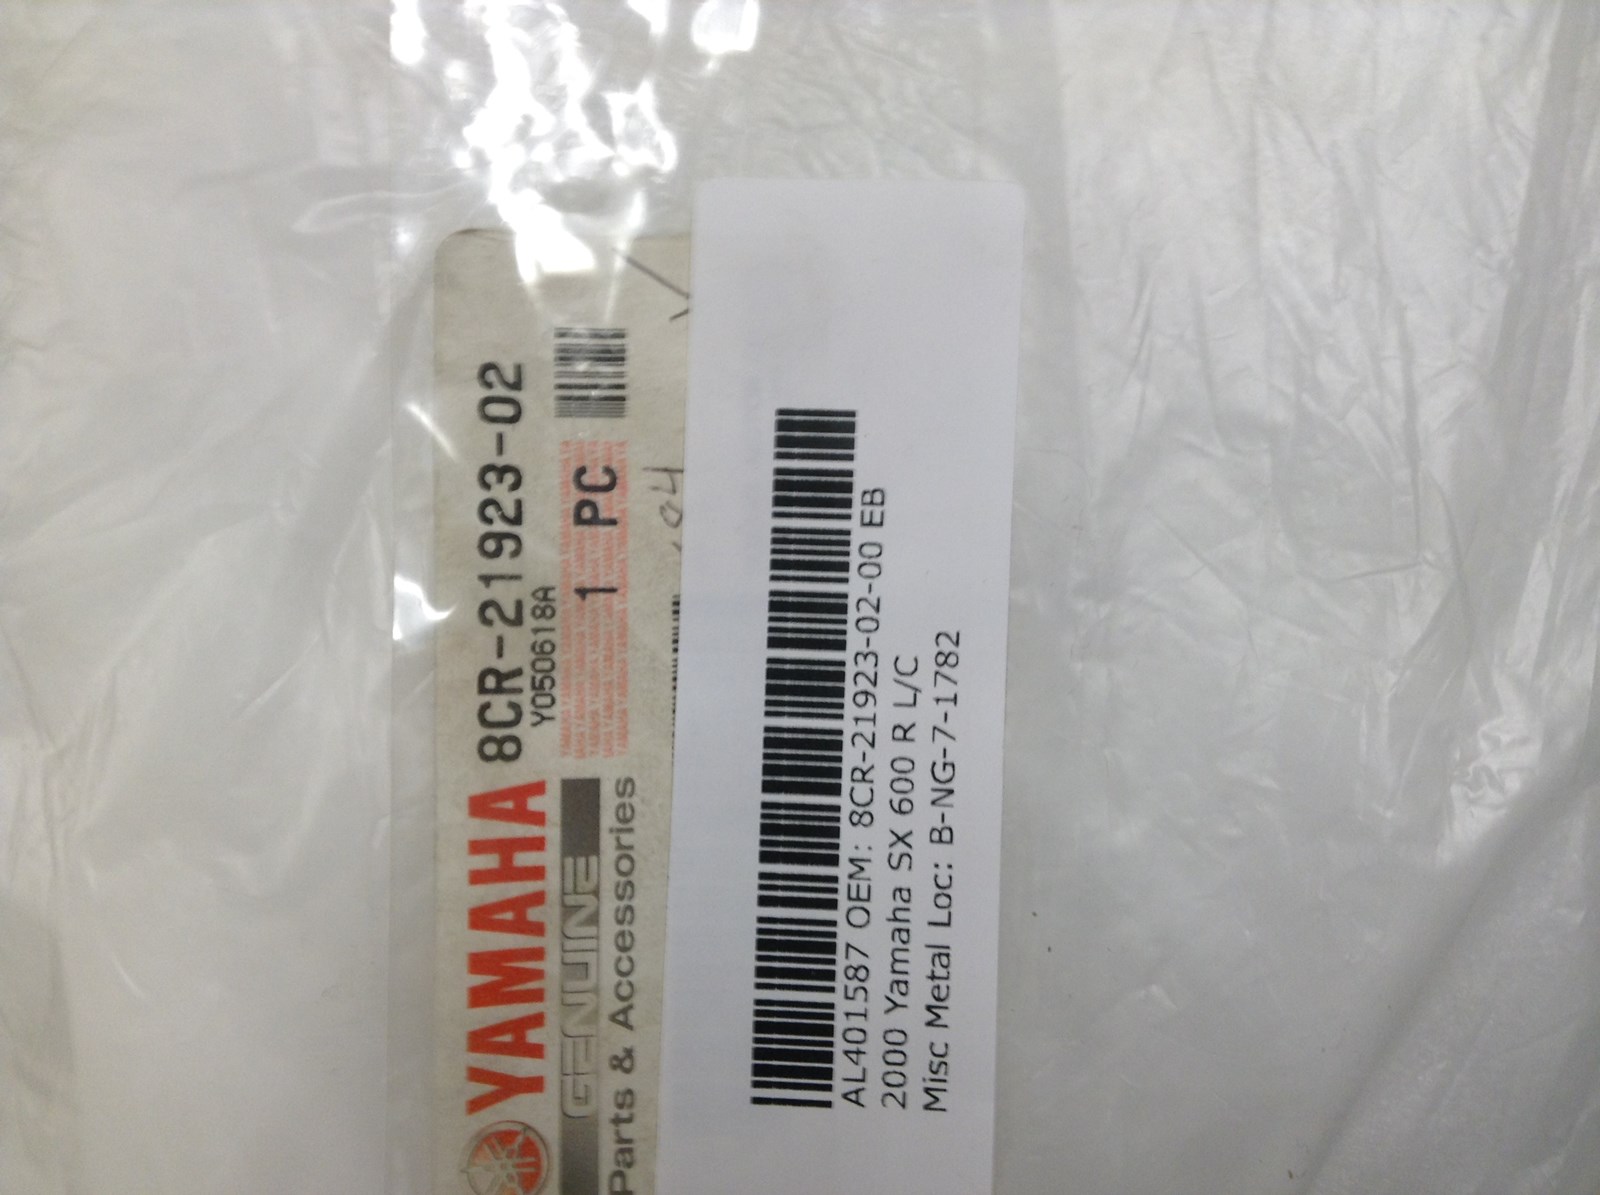 YAMAHA 8CR-21923-02
Y050618A
GENUINE 1 PC
Parts & Accessories
04
AL401587 OEM: 8CR-21923-02-00 EB
2000 Yamaha SX 600 R L/C
Misc Metal Loc: B-NG-7-1782